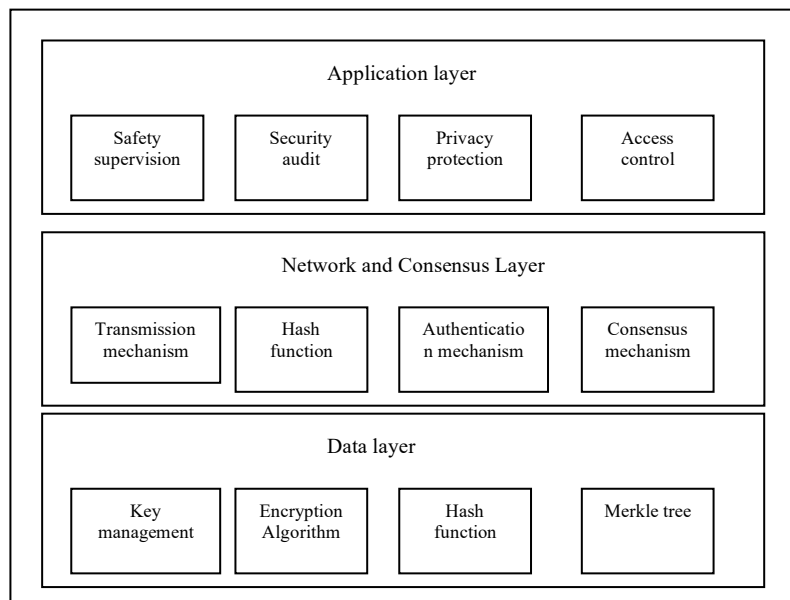 Application layer
Safety
supervision
Security
audit
Privacy
protection
Access
control
Network and Consensus Layer
Transmission
mechanism
Hash
function
Authenticatio
n mechanism
Consensus
mechanism
Data layer
Key
management
Encryption
Algorithm
Hash
function
Merkle tree